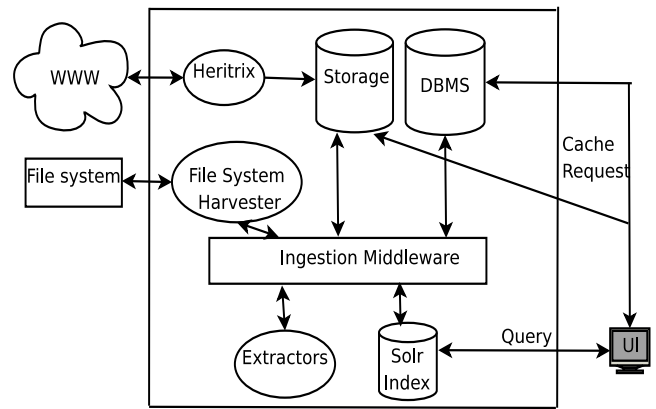 WWW
Heritrix
Storage
DBMS
Cache
Request
File system
File System
Harvester
Ingestion Middleware
Extractors
Solr
Index
Query
UI